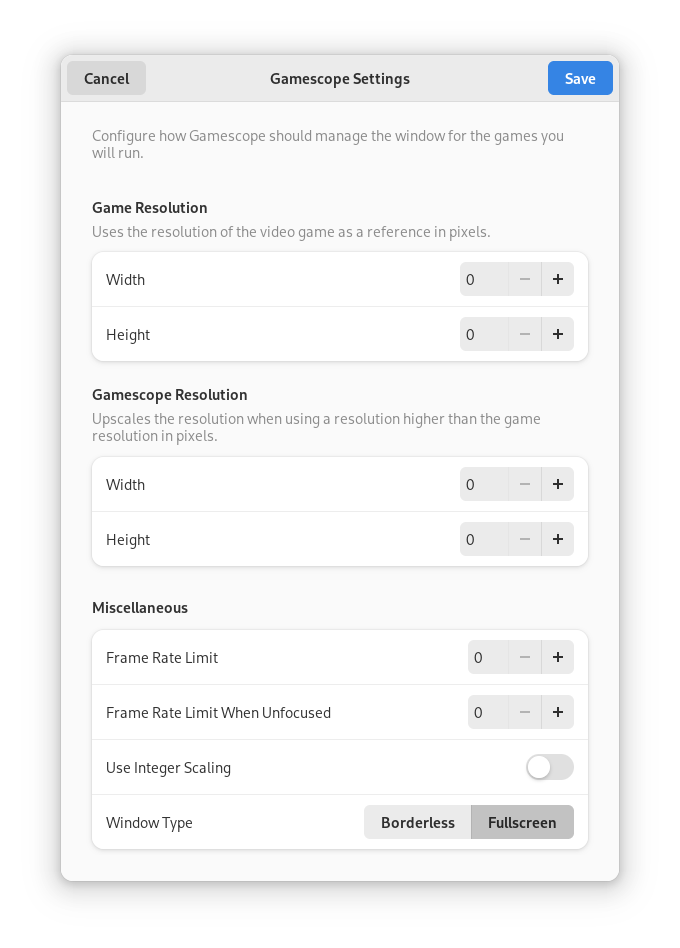 Cancel
Gamescope Settings
Save
Configure how Gamescope should manage the window for the games you
will run.
Game Resolution
Uses the resolution of the video game as a reference in pixels.
Width 0 − +
Height 0 − +
Gamescope Resolution
Upscales the resolution when using a resolution higher than the game
resolution in pixels.
Width 0 − +
Height 0 − +
Miscellaneous
Frame Rate Limit 0 − +
Frame Rate Limit When Unfocused 0 − +
Use Integer Scaling
Window Type Borderless Fullscreen